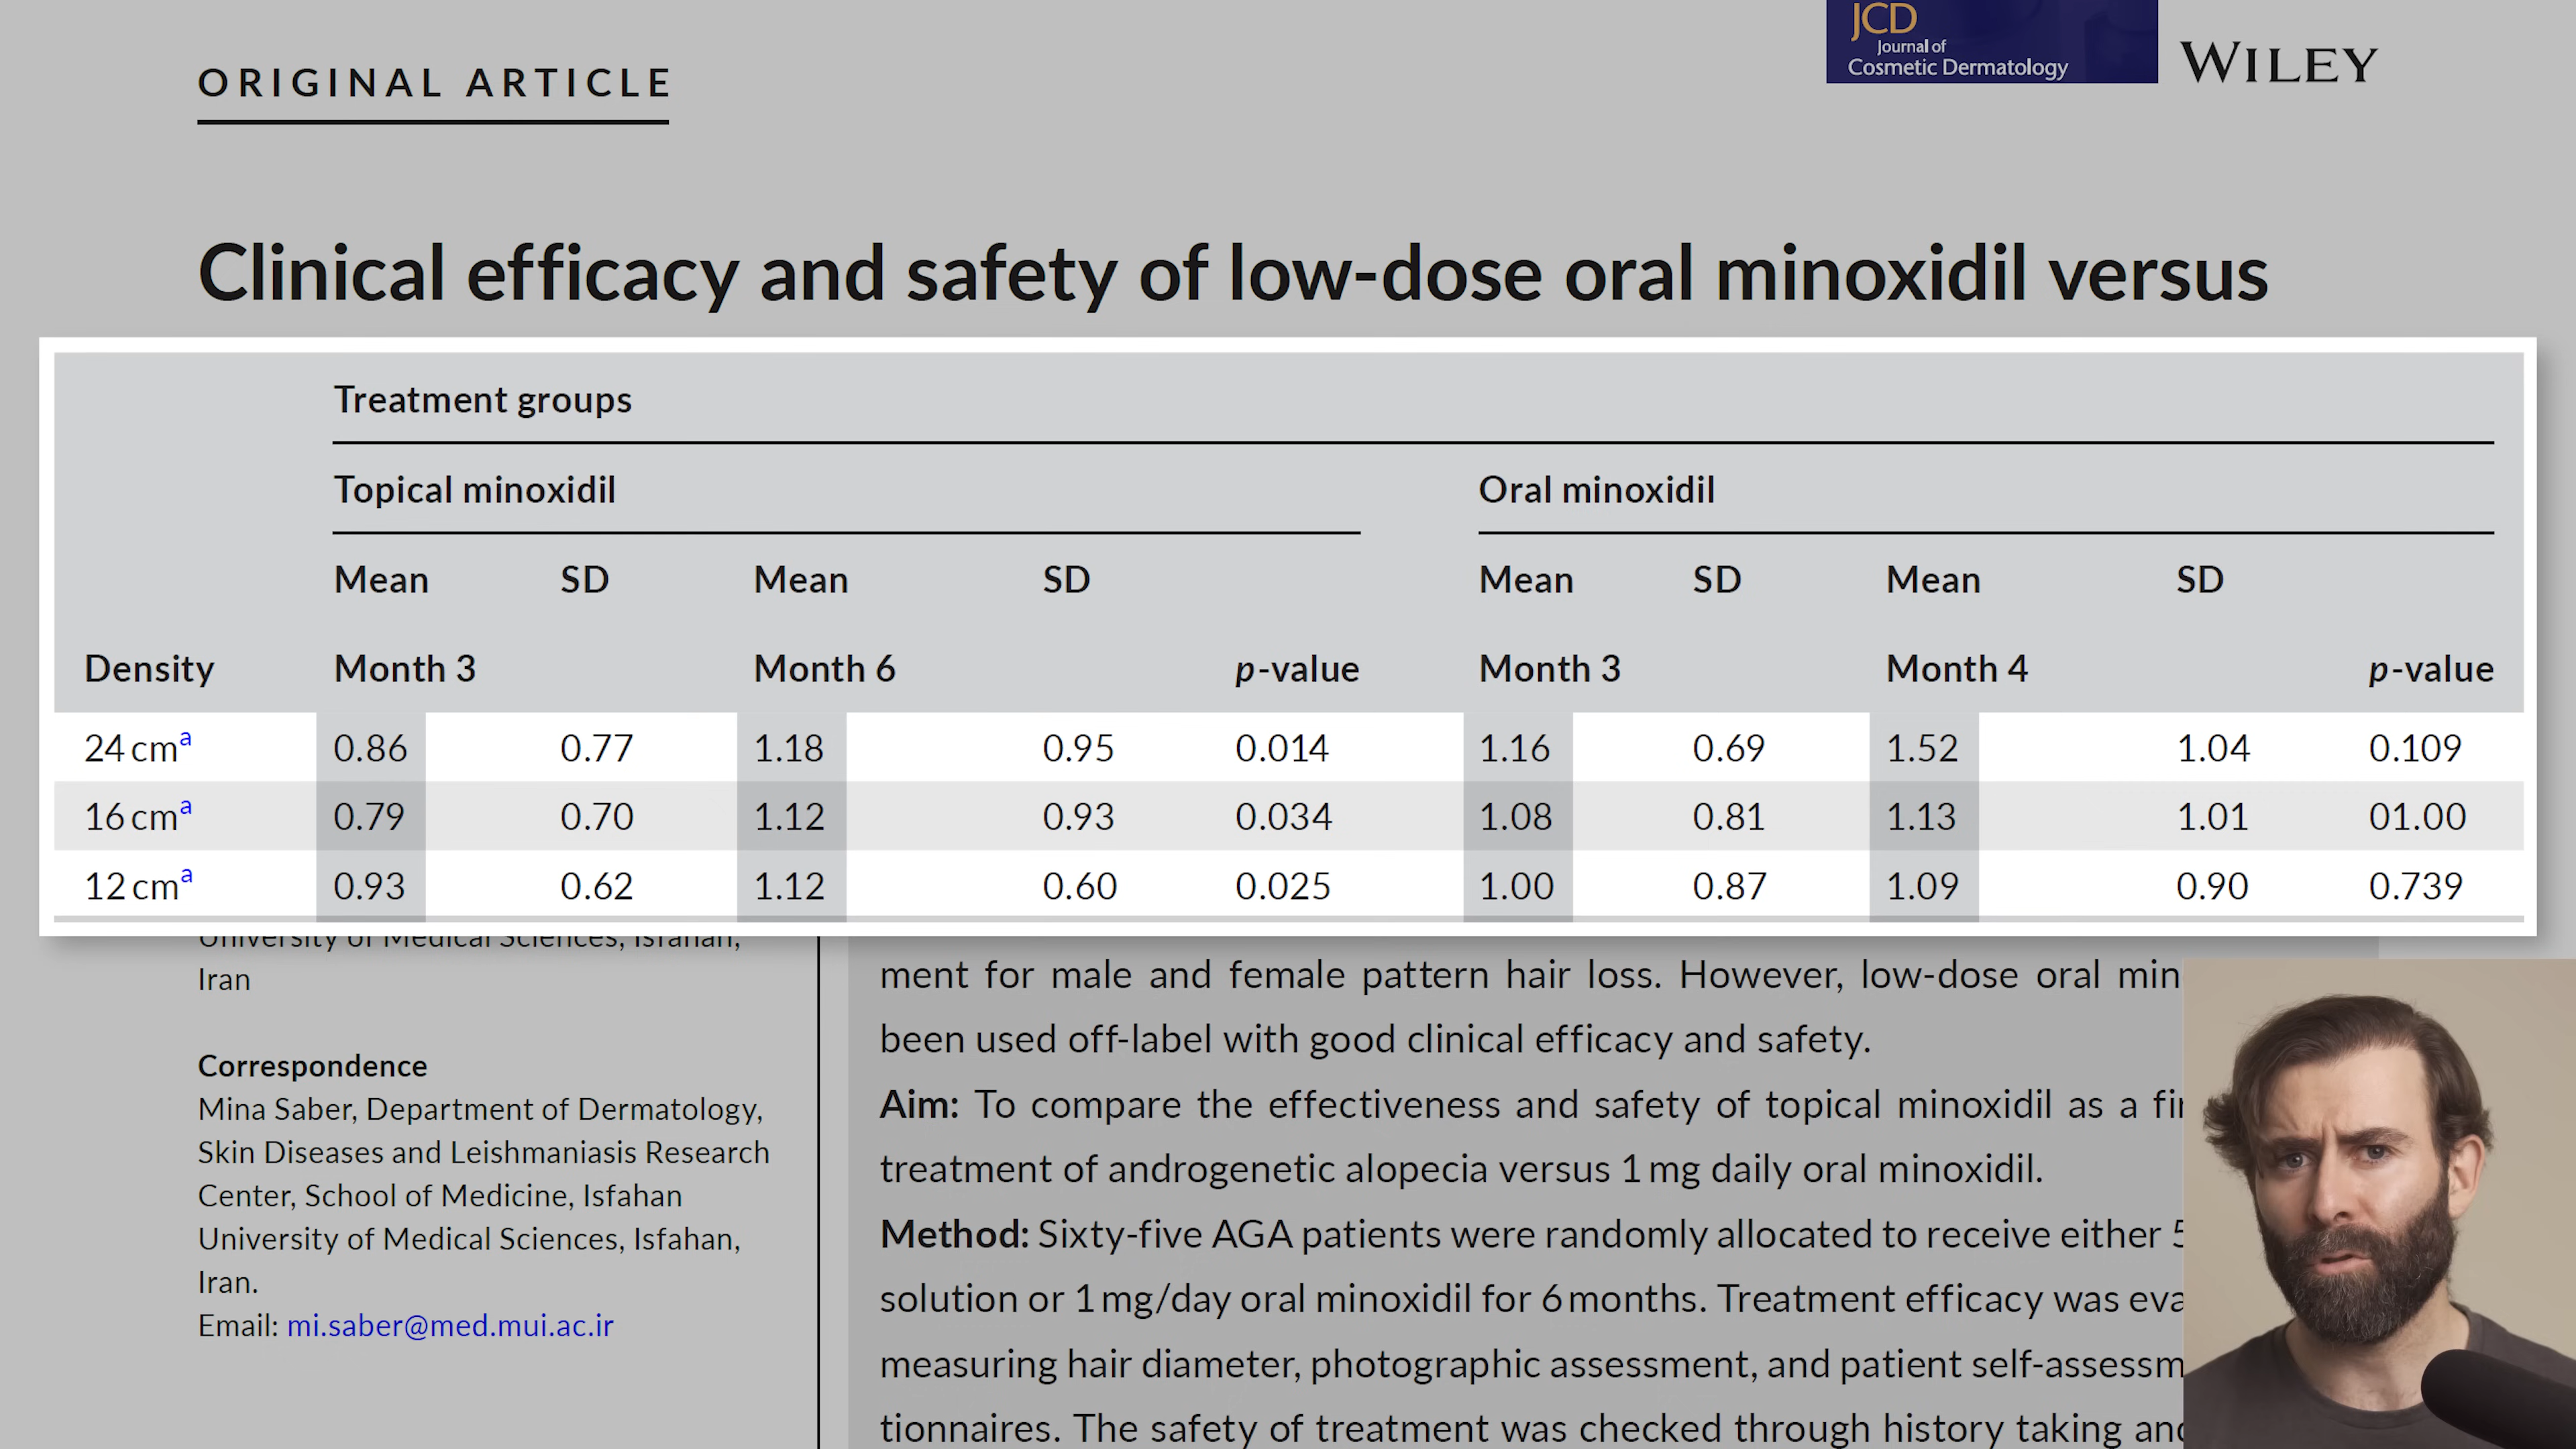 ORIGINAL ARTICLE
JCD
Journal of
Cosmetic Dermatology
WILEY
Clinical efficacy and safety of low-dose oral minoxidil versus
Treatment groups
Topical minoxidil Oral minoxidil
Mean SD Mean SD Mean SD Mean SD
Density Month 3 Month 6 p-value Month 3 Month 4 p-value
24 cmª 0.86 0.77 1.18 0.95 0.014 1.16 0.69 1.52 1.04 0.109
16 cmª 0.79 0.70 1.12 0.93 0.034 1.08 0.81 1.13 1.01 01.00
12 cmª 0.93 0.62 1.12 0.60 0.025 1.00 0.87 1.09 0.90 0.739
University of Medical Sciences, Isfahan,
Iran
Correspondence
Mina Saber, Department of Dermatology,
Skin Diseases and Leishmaniasis Research
Center, School of Medicine, Isfahan
University of Medical Sciences, Isfahan,
Iran.
Email: mi.saber@med.mui.ac.ir
ment for male and female pattern hair loss. However, low-dose oral min
been used off-label with good clinical efficacy and safety.
Aim: To compare the effectiveness and safety of topical minoxidil as a
treatment of androgenetic alopecia versus 1 mg daily oral minoxidil.
Method: Sixty-five AGA patients were randomly allocated to receive either
solution or 1 mg/day oral minoxidil for 6 months. Treatment efficacy was
measuring hair diameter, photographic assessment, and patient self-assessm
tionnaires. The safety of treatment was checked through history taking